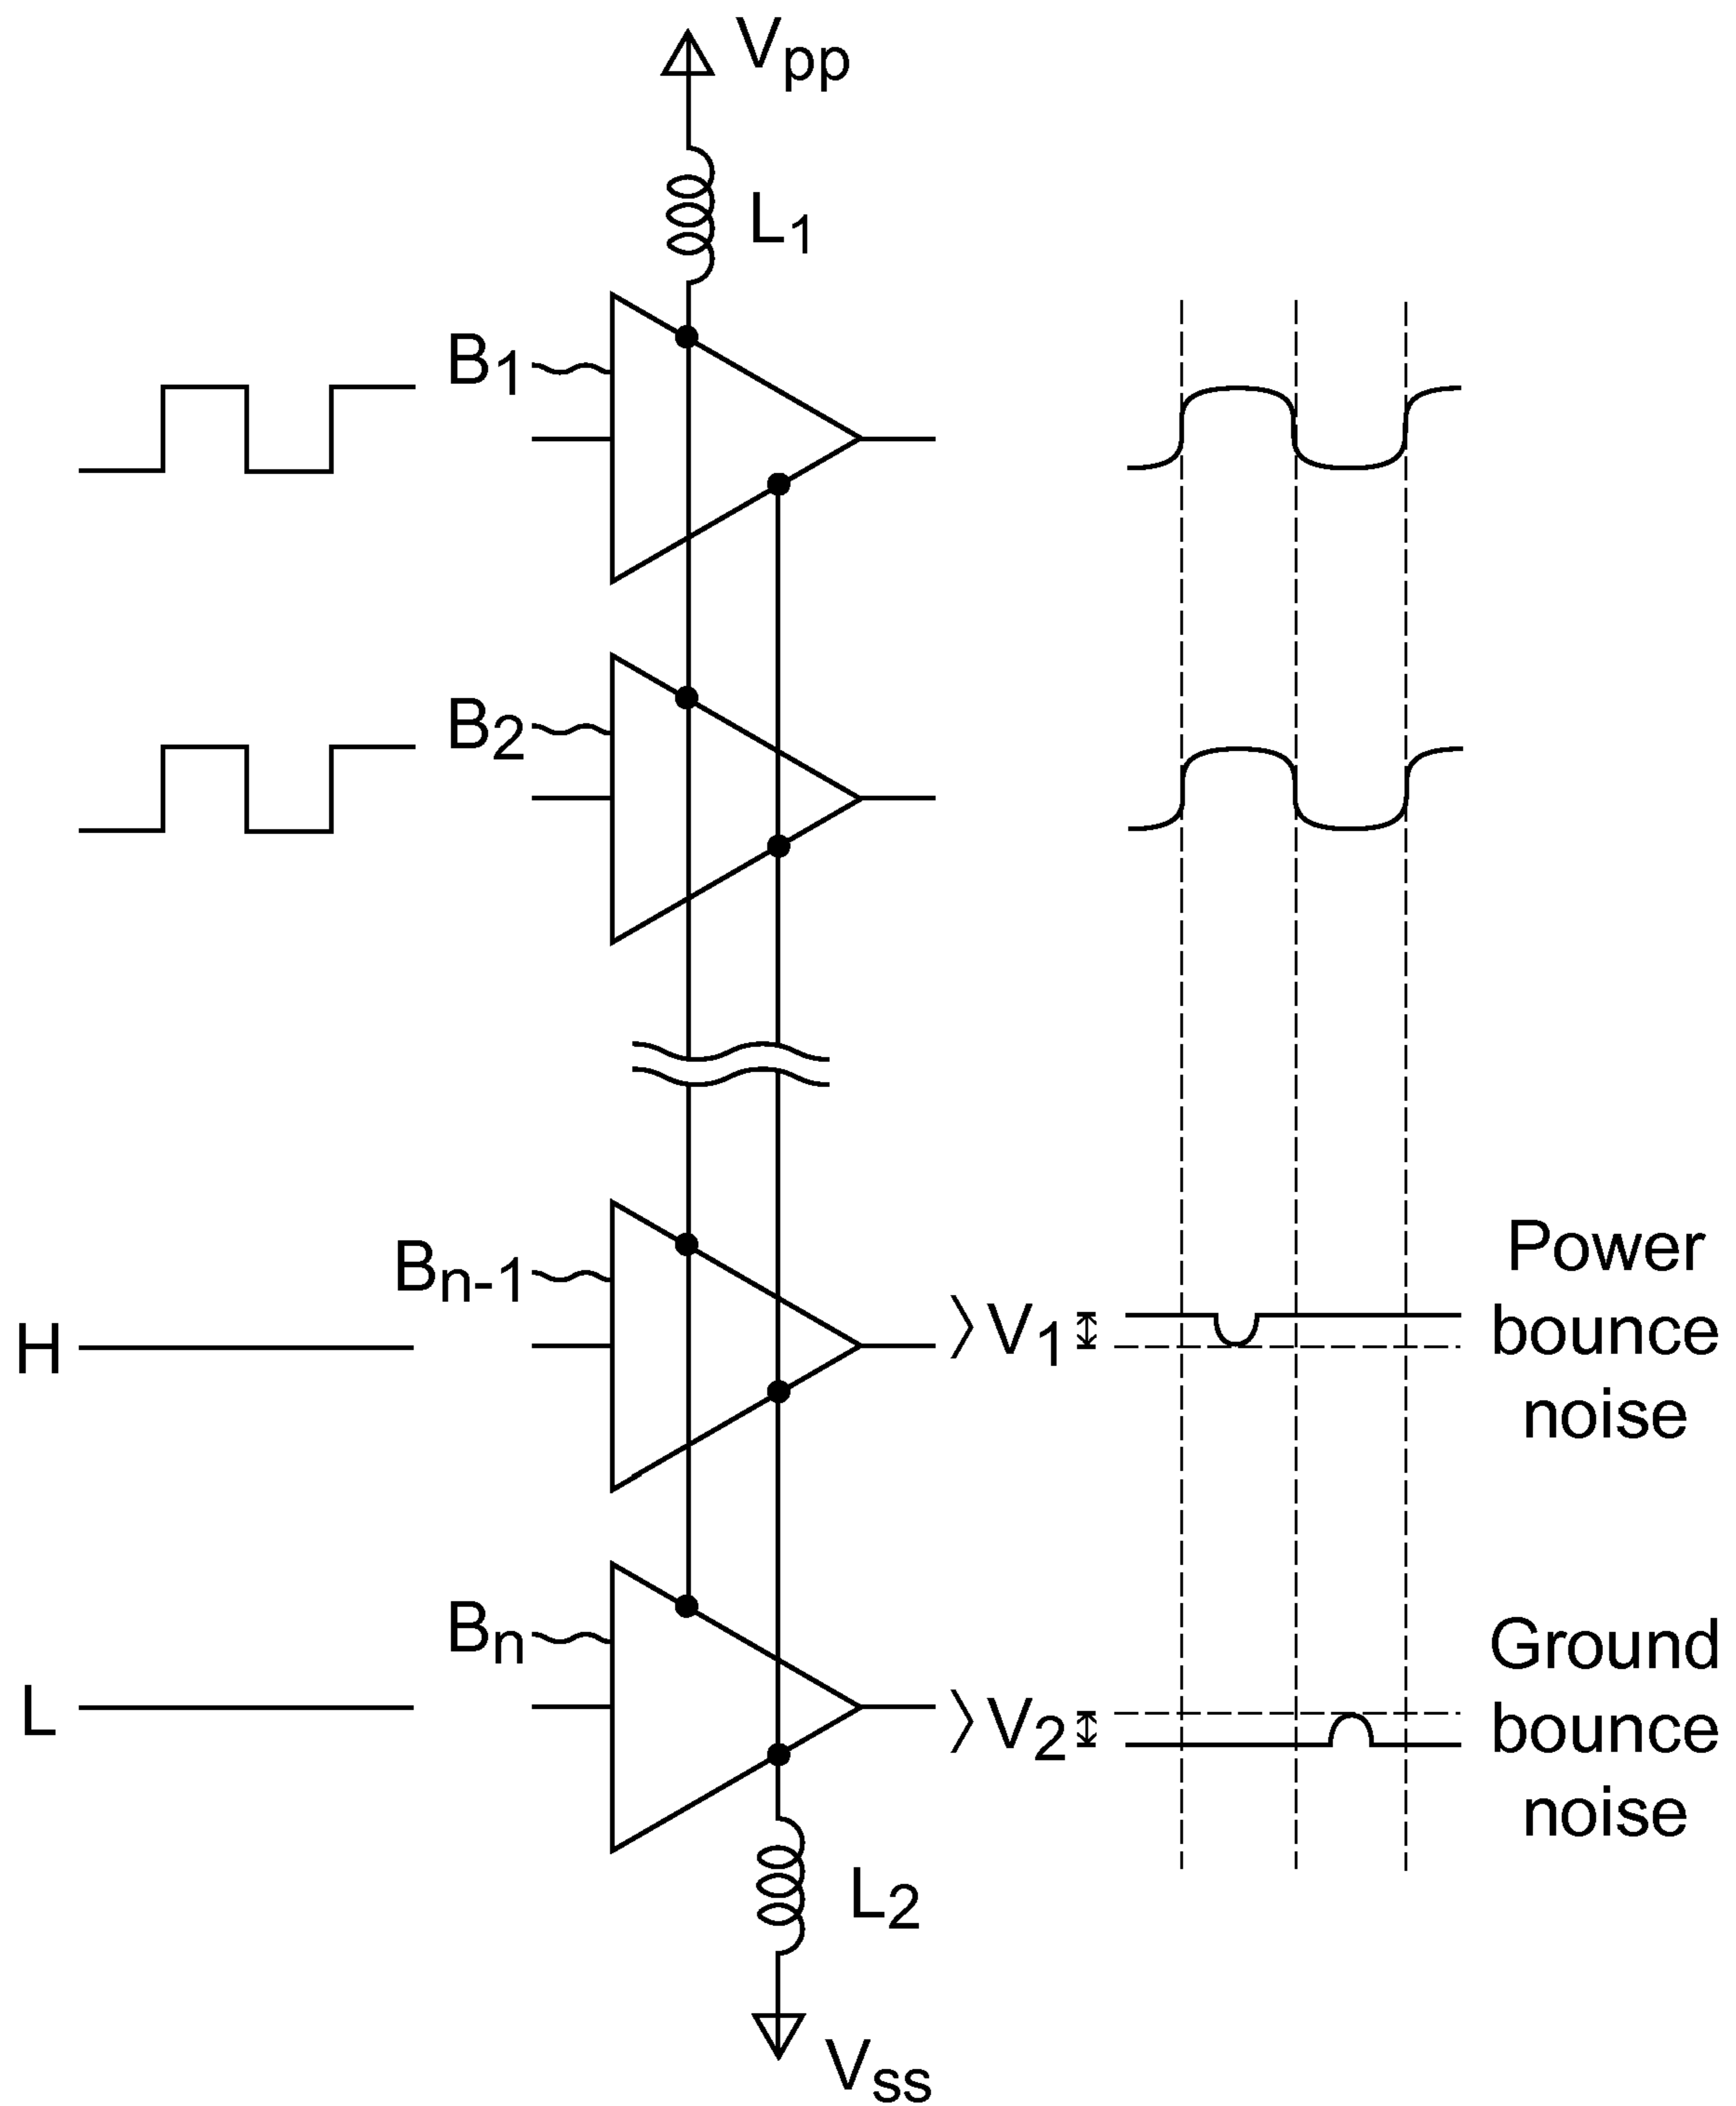 Vpp
L1
B1
B2
Bn-1
H
V1
Power
bounce
noise
Bn
L
V2
Ground
bounce
noise
L2
Vss